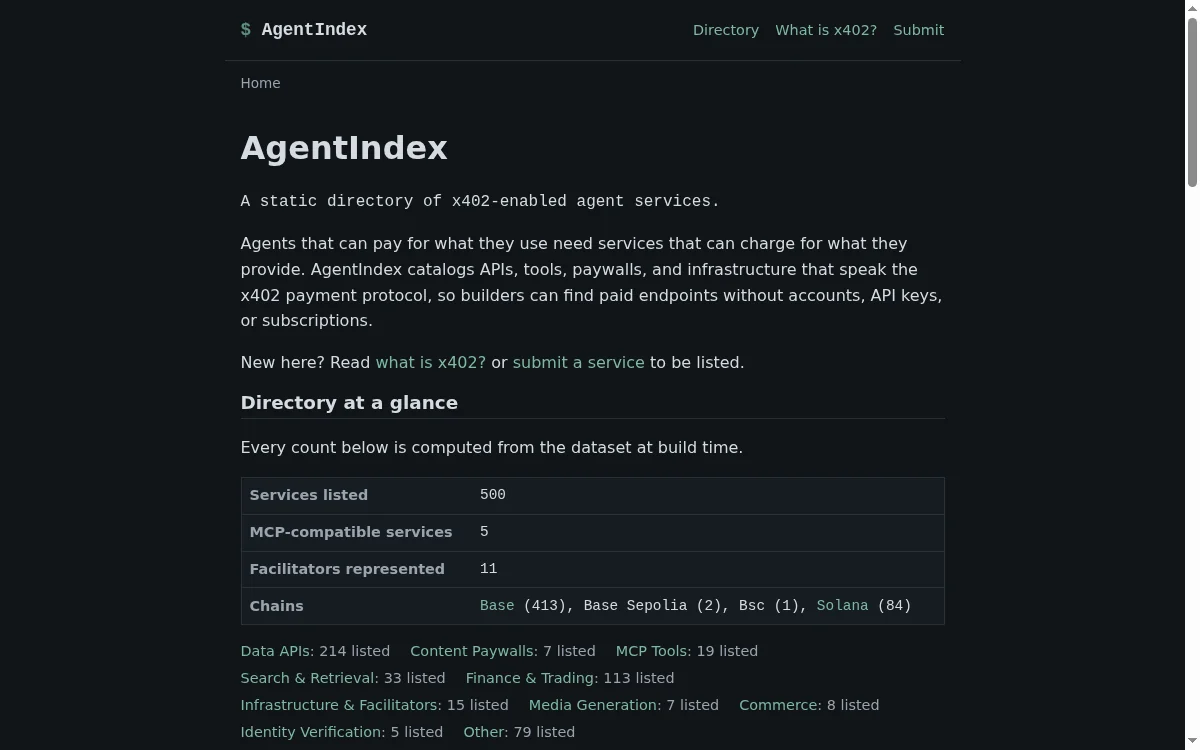 $ AgentIndex
Directory What is x402? Submit
Home
AgentIndex
A static directory of x402-enabled agent services.
Agents that can pay for what they use need services that can charge for what they
provide. AgentIndex catalogs APIs, tools, paywalls, and infrastructure that speak the
x402 payment protocol, so builders can find paid endpoints without accounts, API keys,
or subscriptions.
New here? Read what is x402? or submit a service to be listed.
Directory at a glance
Every count below is computed from the dataset at build time.
Services listed 500
MCP-compatible services 5
Facilitators represented 11
Chains Base (413), Base Sepolia (2), Bsc (1), Solana (84)
Data APIs: 214 listed Content Paywalls: 7 listed MCP Tools: 19 listed
Search & Retrieval: 33 listed Finance & Trading: 113 listed
Infrastructure & Facilitators: 15 listed Media Generation: 7 listed Commerce: 8 listed
Identity Verification: 5 listed Other: 79 listed